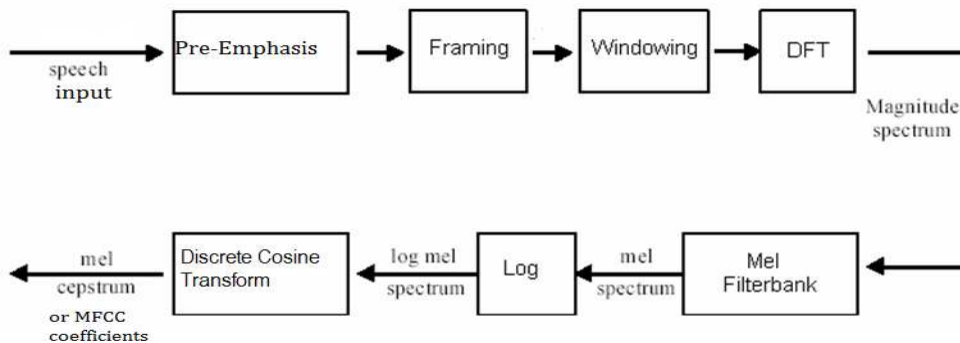 speech
input
Pre-Emphasis
Framing
Windowing
DFT
Magnitude
spectrum
Mel
Filterbank
mel
spectrum
Log
log mel
spectrum
Discrete Cosine
Transform
mel
cepstrum
or MFCC
coefficients